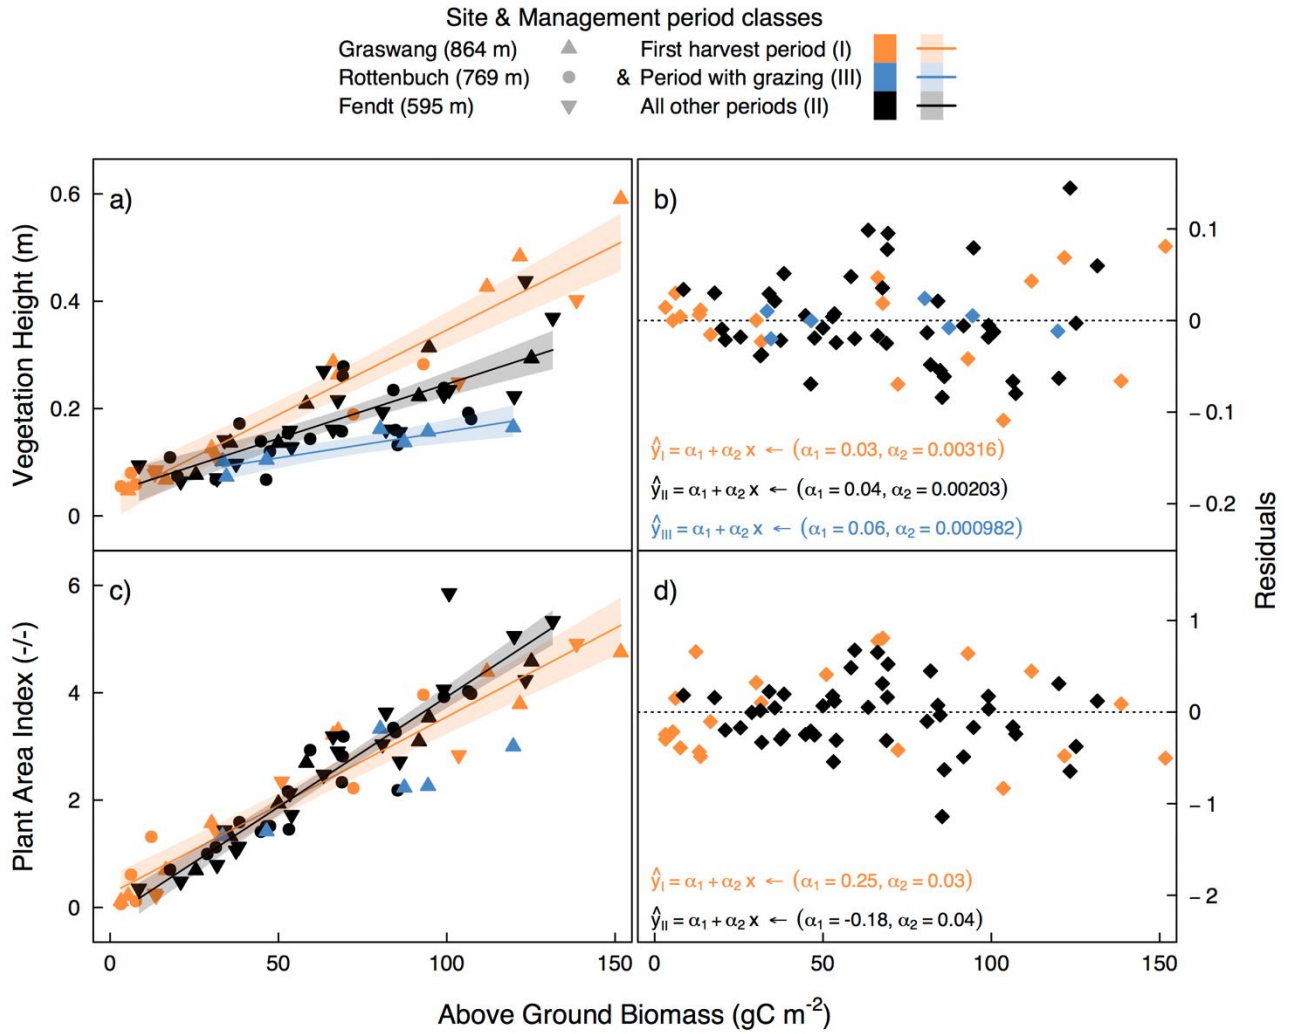 Site & Management period classes
Graswang (864 m)
First harvest period (I)
Rottenbuch (769 m)
& Period with grazing (III)
Fendt (595 m)
All other periods (II)
a)
b)
Vegetation Height (m)
0.6
0.4
0.2
0
0.1
0
−0.1
−0.2
ŷI = α1 + α2 x ← (α1 = 0.03, α2 = 0.00316)
ŷII = α1 + α2 x ← (α1 = 0.04, α2 = 0.00203)
ŷIII = α1 + α2 x ← (α1 = 0.06, α2 = 0.000982)
Residuals
c)
d)
Plant Area Index (-/-)
6
4
2
0
1
0
−1
−2
ŷI = α1 + α2 x ← (α1 = 0.25, α2 = 0.03)
ŷII = α1 + α2 x ← (α1 = -0.18, α2 = 0.04)
0 50 100 150
0 50 100 150
Above Ground Biomass (gC m⁻²)